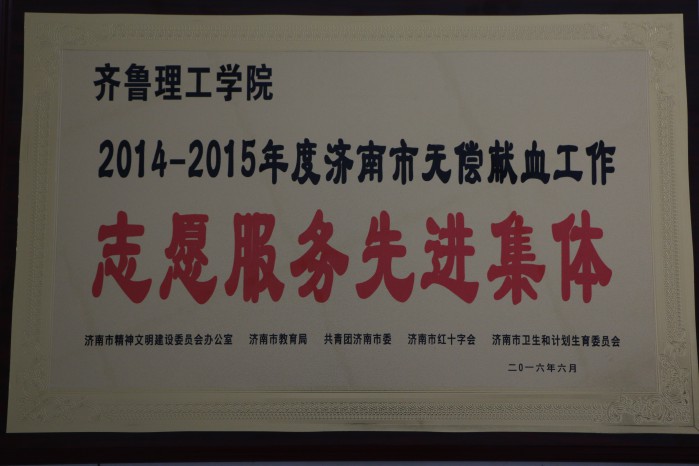 齐鲁理工学院
2014-2015年度济南市无偿献血工作
志愿服务先进集体
济南市精神文明建设委员会办公室 济南市教育局 共青团济南市委 济南市红十字会 济南市卫生和计划生育委员会
二〇一六年六月